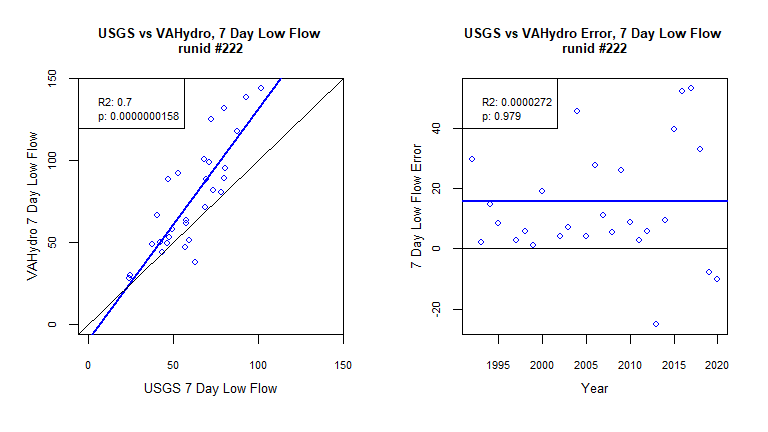 USGS vs VAHydro, 7 Day Low Flow
runid #222
R2: 0.7
p: 0.0000000158
150
100
50
0
VAHydro 7 Day Low Flow
0 50 100 150
USGS 7 Day Low Flow
USGS vs VAHydro Error, 7 Day Low Flow
runid #222
R2: 0.0000272
p: 0.979
40
20
0
-20
7 Day Low Flow Error
1995 2000 2005 2010 2015 2020
Year